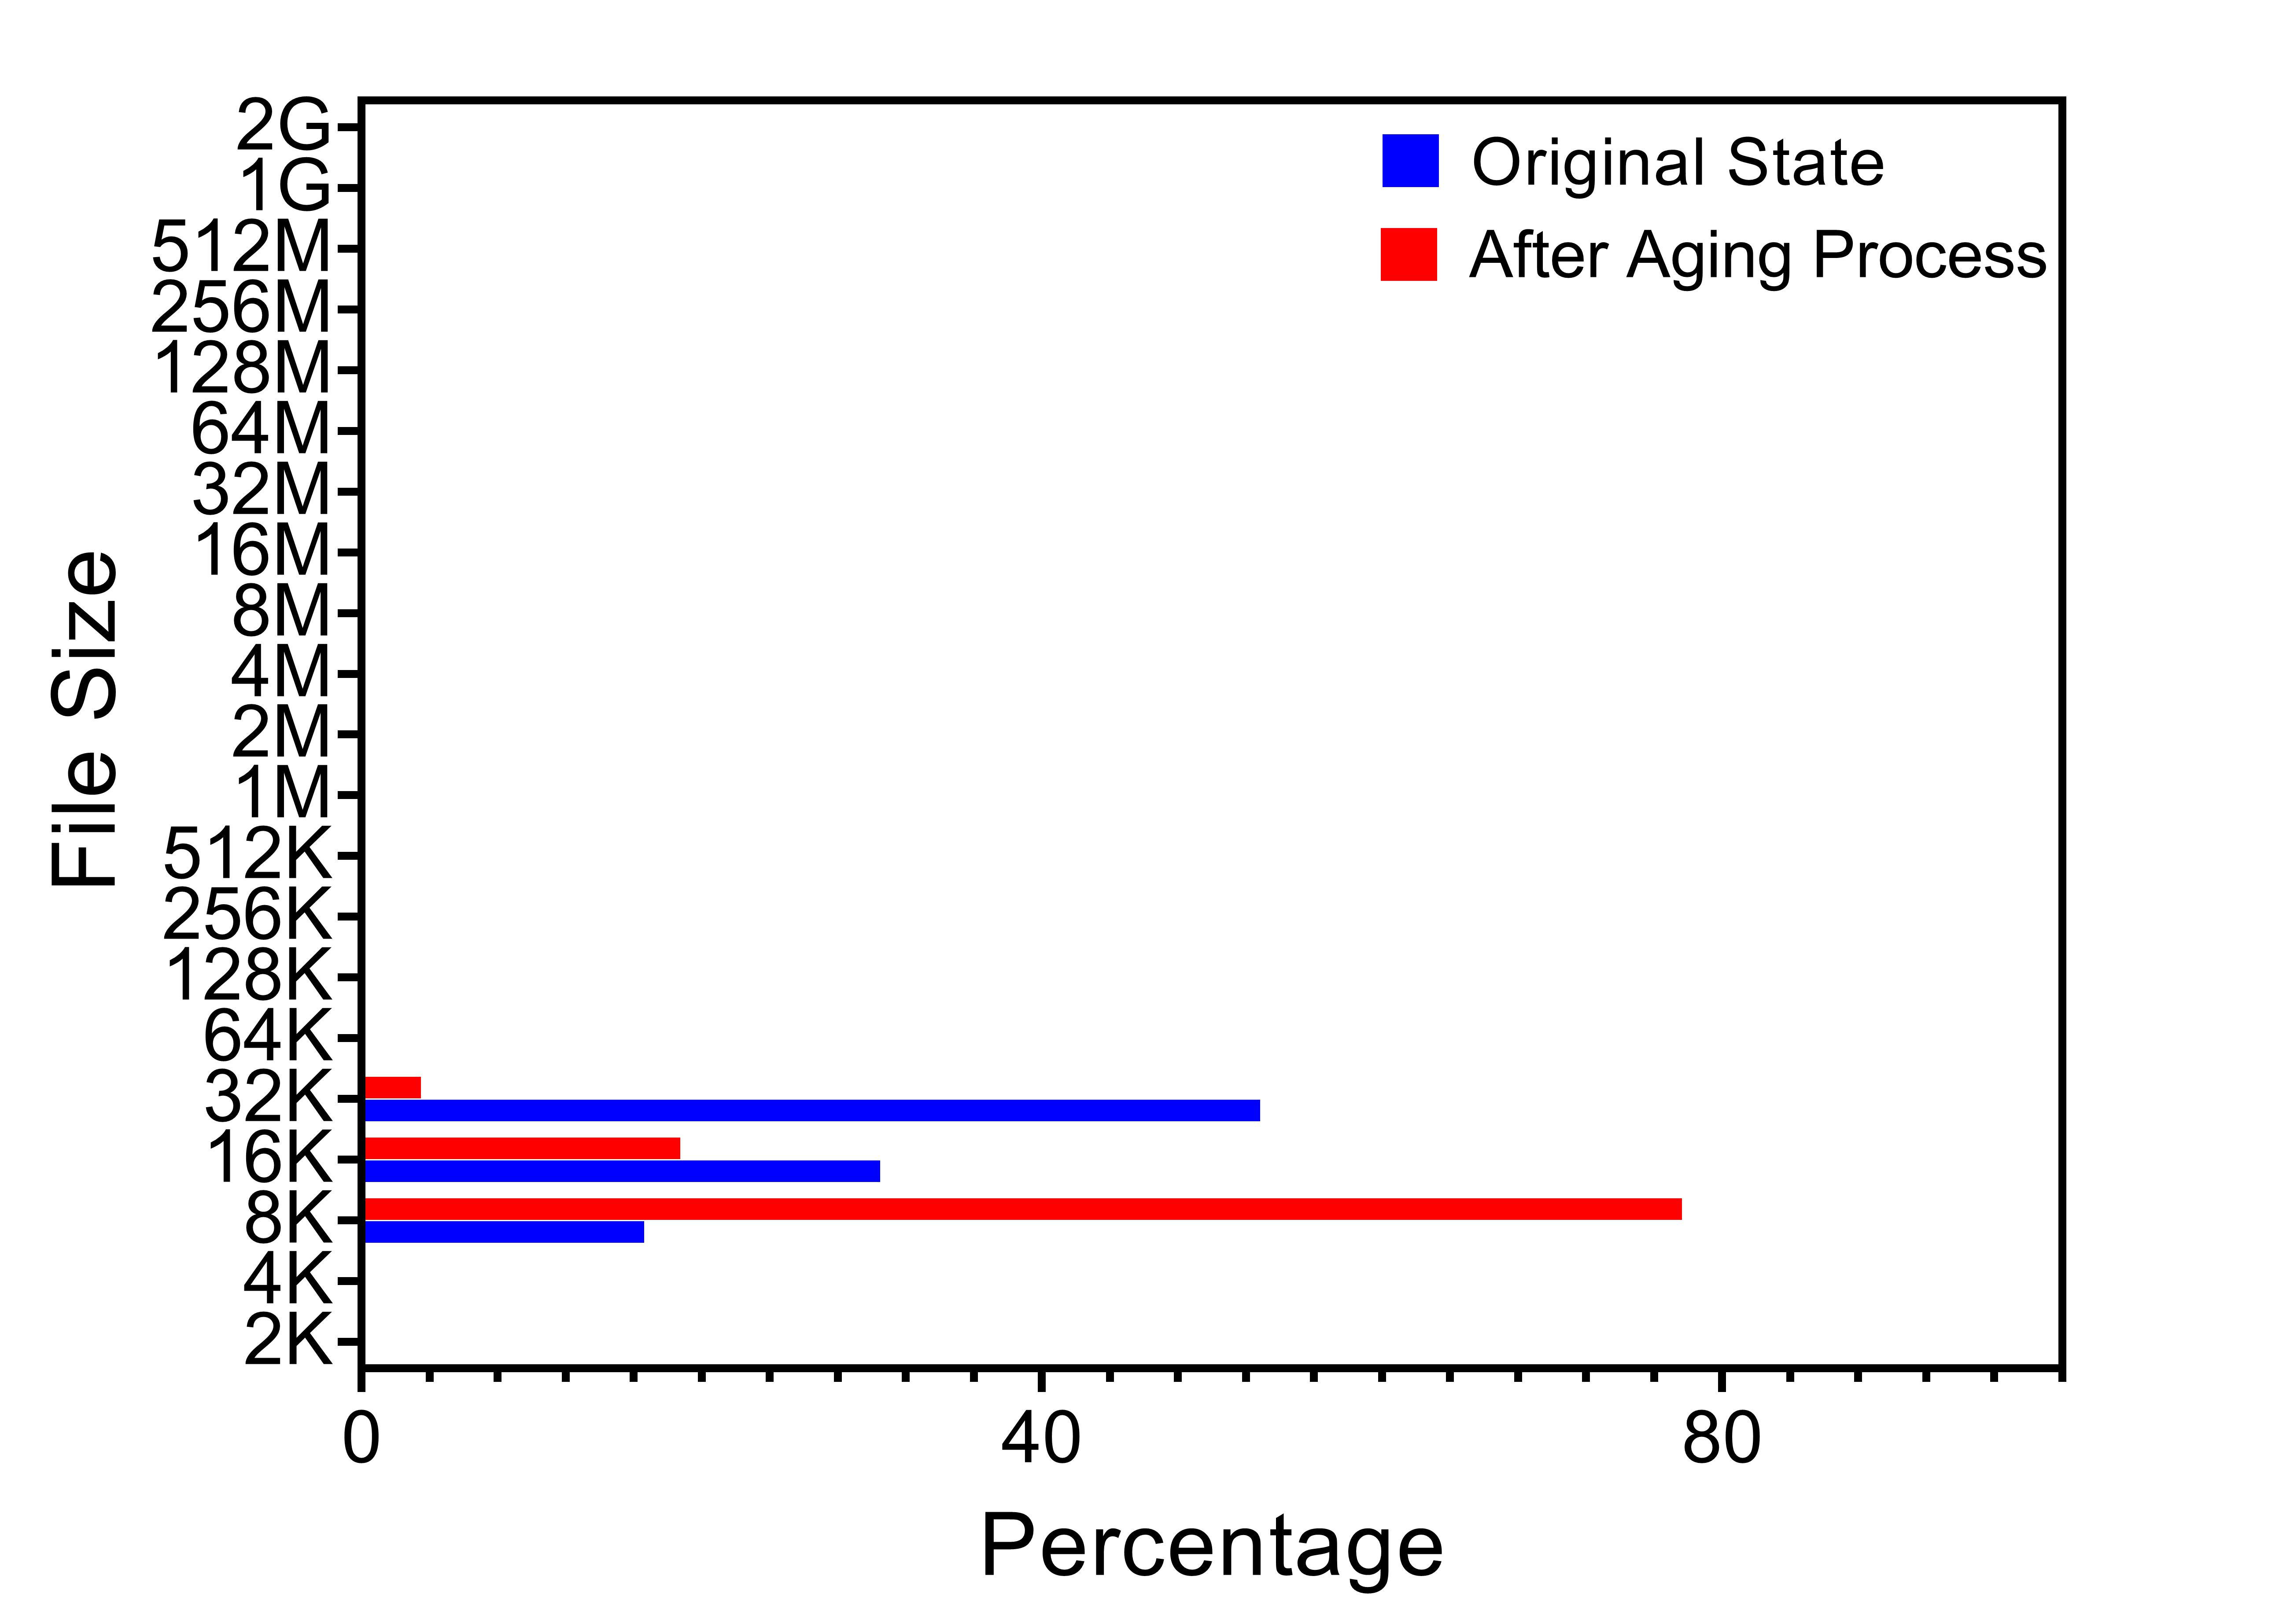 2G
1G
512M
256M
128M
64M
32M
16M
8M
4M
2M
1M
512K
256K
128K
64K
32K
16K
8K
4K
2K
File Size
Original State
After Aging Process
0 40 80
Percentage